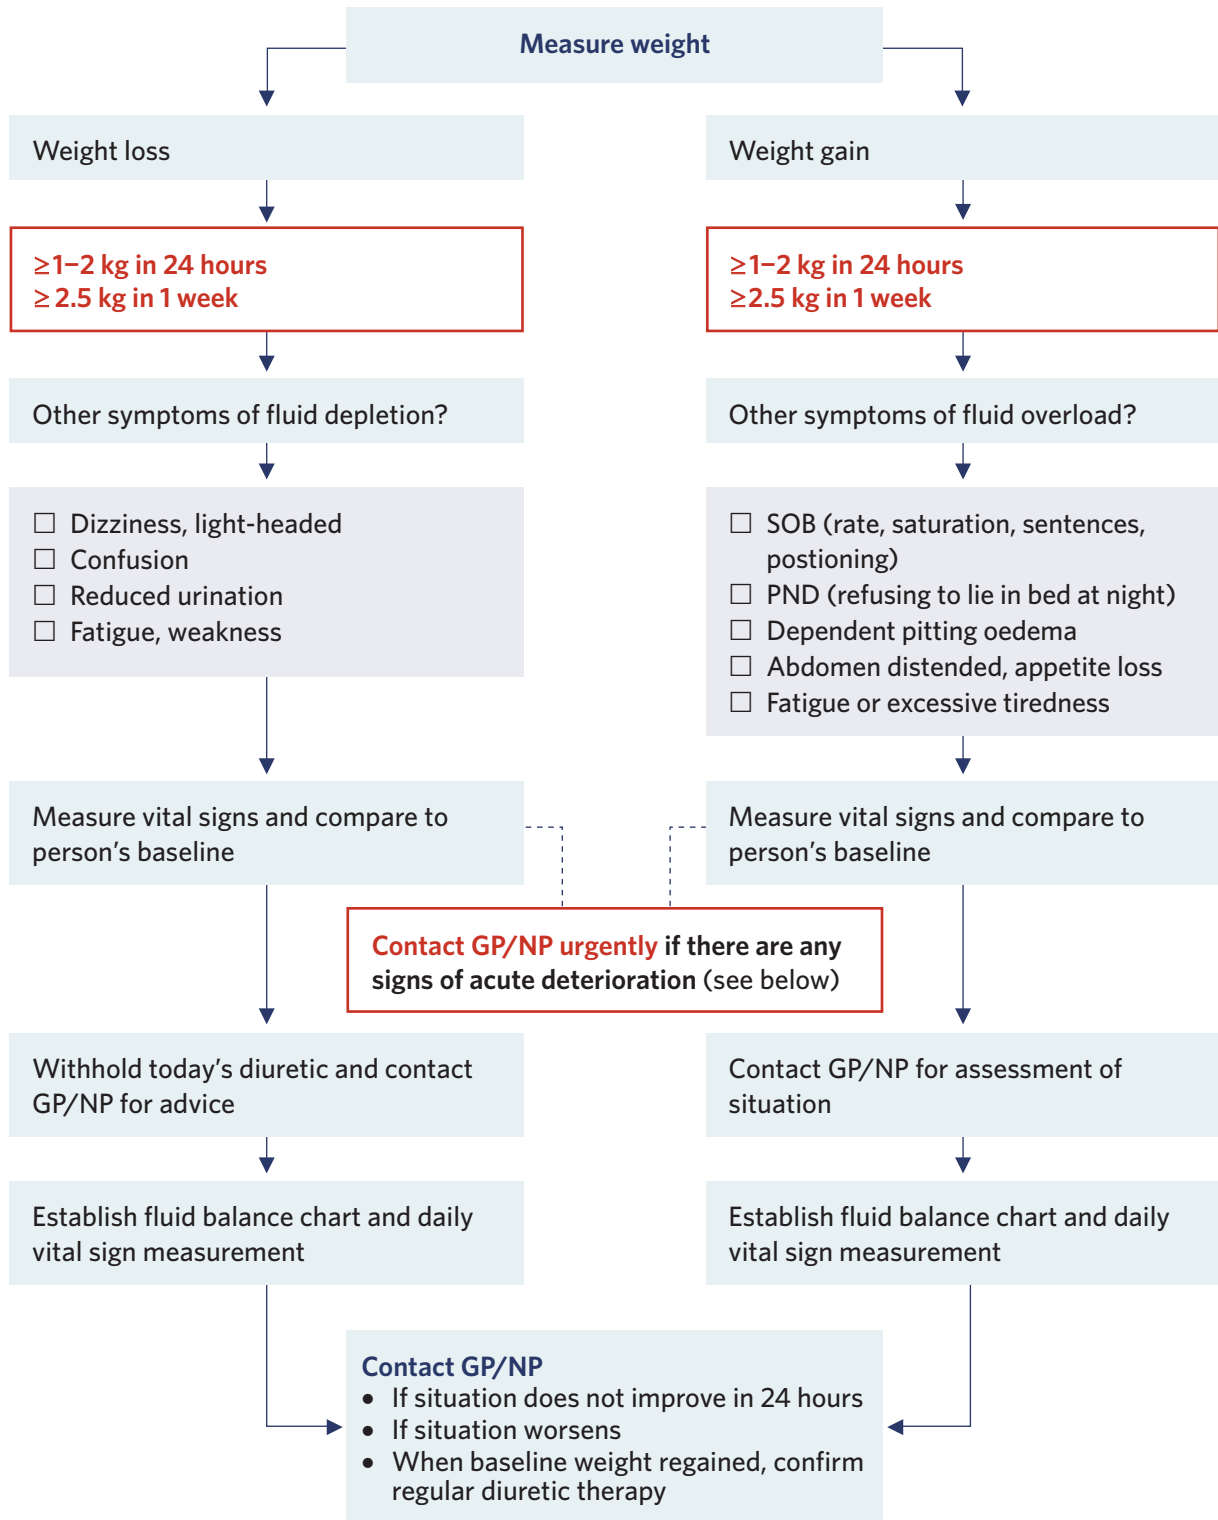 Measure weight
Weight loss
≥1–2 kg in 24 hours
≥ 2.5 kg in 1 week
Other symptoms of fluid depletion?
☐ Dizziness, light-headed
☐ Confusion
☐ Reduced urination
☐ Fatigue, weakness
Measure vital signs and compare to
person's baseline
Weight gain
≥1–2 kg in 24 hours
≥2.5 kg in 1 week
Other symptoms of fluid overload?
☐ SOB (rate, saturation, sentences,
postioning)
☐ PND (refusing to lie in bed at night)
☐ Dependent pitting oedema
☐ Abdomen distended, appetite loss
☐ Fatigue or excessive tiredness
Measure vital signs and compare to
person's baseline
Contact GP/NP urgently if there are any
signs of acute deterioration (see below)
Withhold today's diuretic and contact
GP/NP for advice
Establish fluid balance chart and daily
vital sign measurement
Contact GP/NP for assessment of
situation
Establish fluid balance chart and daily
vital sign measurement
Contact GP/NP
• If situation does not improve in 24 hours
• If situation worsens
• When baseline weight regained, confirm
regular diuretic therapy